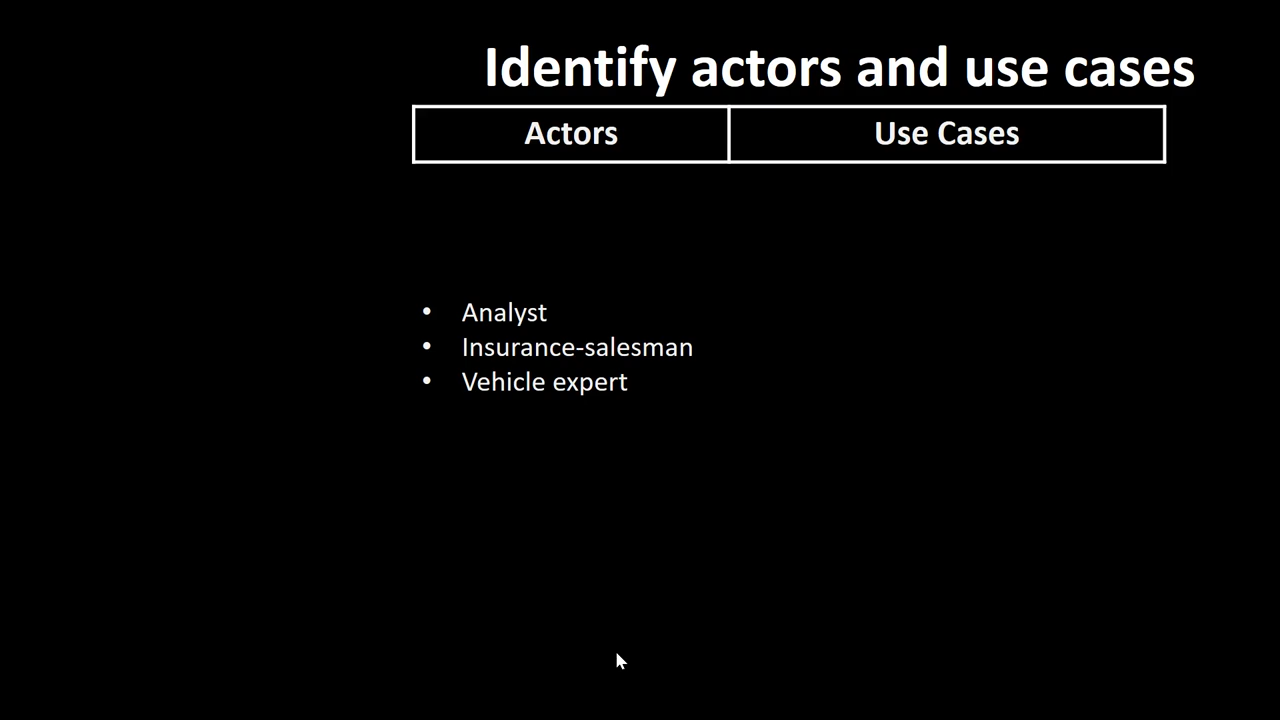 Identify actors and use cases
Actors Use Cases
• Analyst
• Insurance-salesman
• Vehicle expert